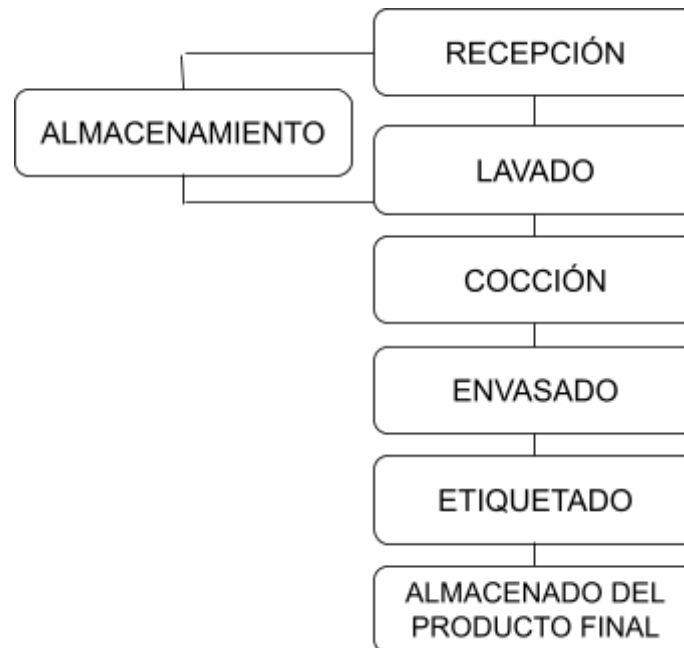 RECEPCIÓN
ALMACENAMIENTO
LAVADO
COCCIÓN
ENVASADO
ETIQUETADO
ALMACENADO DEL
PRODUCTO FINAL